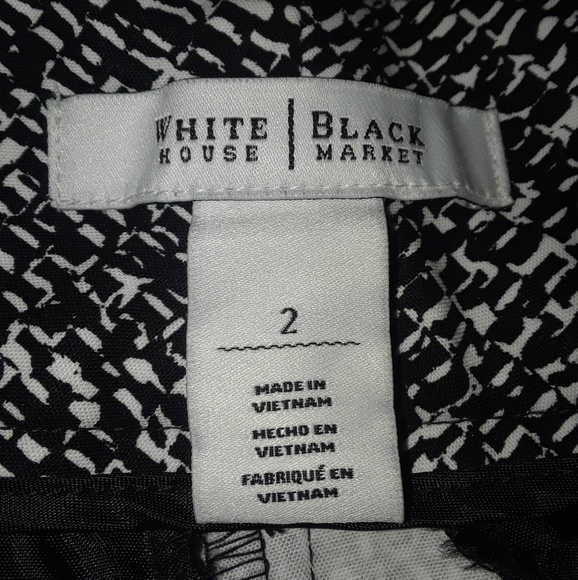 WHITE | BLACK
HOUSE | MARKET
2
MADE IN
VIETNAM
HECHO EN
VIETNAM
FABRIQUÉ EN
VIETNAM